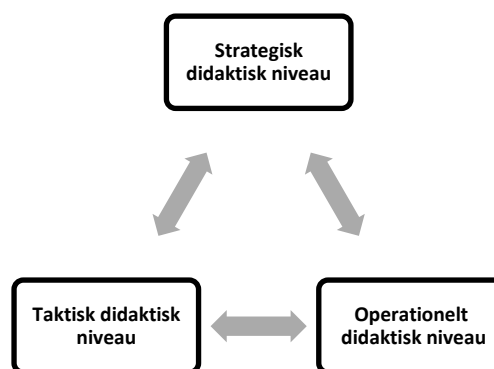 Strategisk
didaktisk niveau
Taktisk didaktisk
niveau
Operationelt
didaktisk niveau